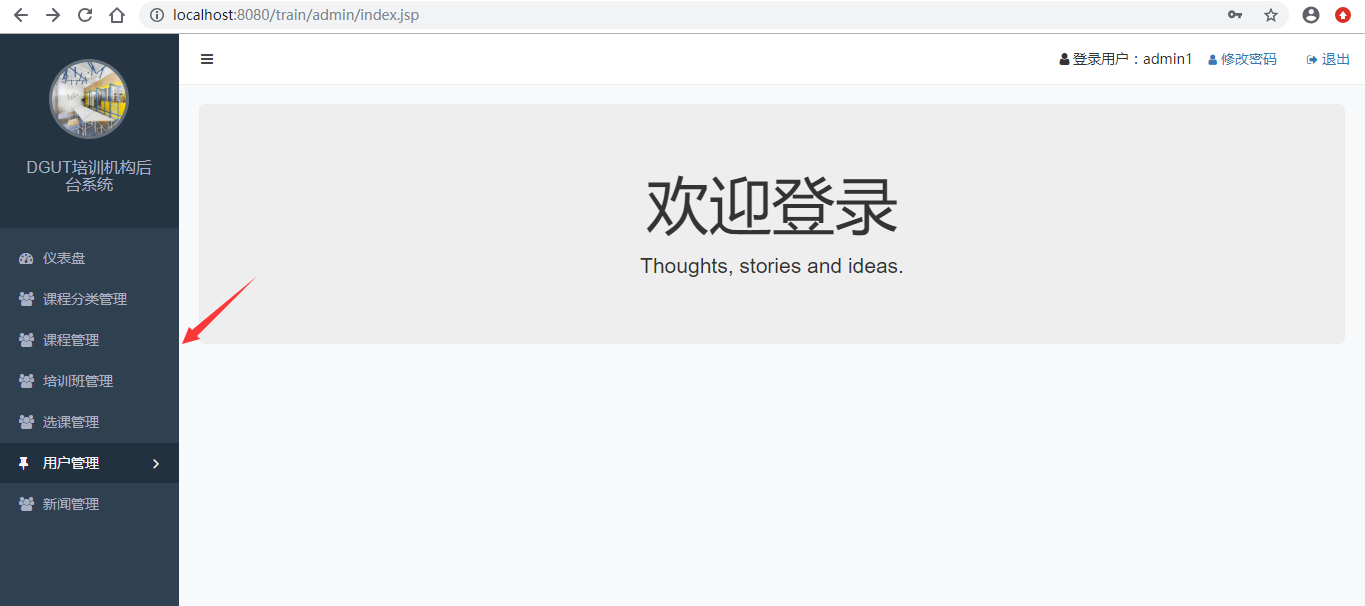 localhost:8080/train/admin/index.jsp
登录用户：admin1 修改密码 退出
DGUT培训机构后
台系统
仪表盘
课程分类管理
课程管理
培训班管理
选课管理
用户管理
新闻管理
欢迎登录
Thoughts, stories and ideas.